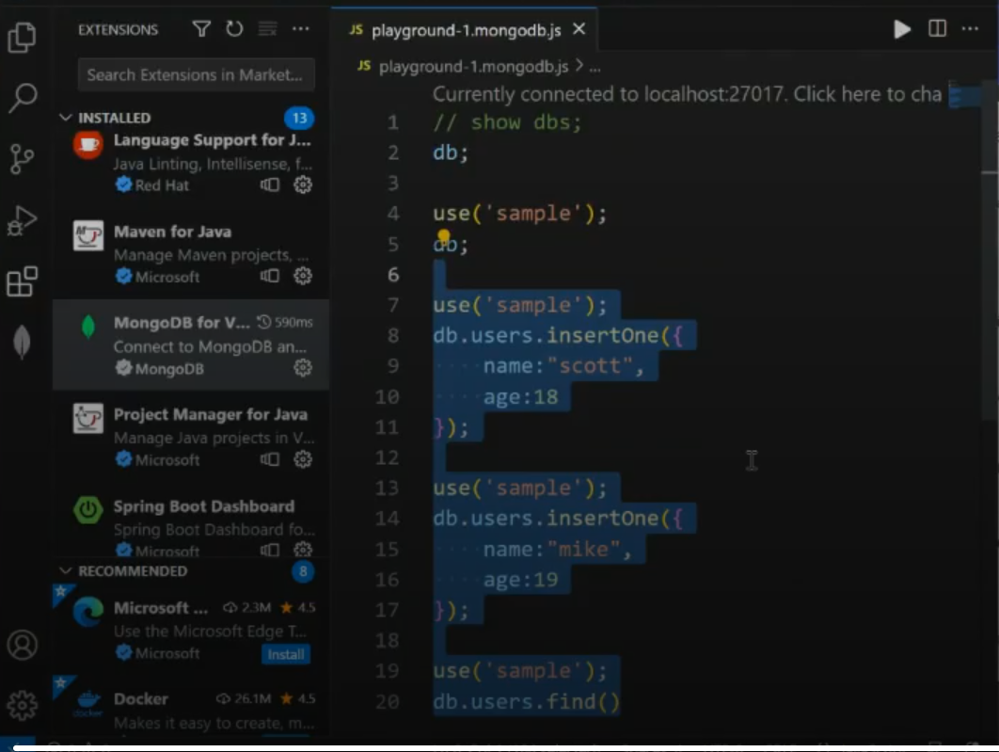 EXTENSIONS
Search Extensions in Market...
INSTALLED 13
Language Support for J...
Java Linting, Intellisense, f...
Red Hat
Maven for Java
Manage Maven projects, ...
Microsoft
MongoDB for V... 590ms
Connect to MongoDB an...
MongoDB
Project Manager for Java
Manage Java projects in V...
Microsoft
Spring Boot Dashboard
Spring Boot Dashboard fo...
Microsoft
RECOMMENDED 8
Microsoft ... 2.3M ★ 4.5
Use the Microsoft Edge T...
Microsoft Install
Docker 26.1M ★ 4.5
Makes it easy to create, m...
JS playground-1.mongodb.js ×
JS playground-1.mongodb.js > ...
Currently connected to localhost:27017. Click here to cha
1 // show dbs;
2 db;
3
4 use('sample');
5 db;
6
7 use('sample');
8 db.users.insertOne({
9 name:"scott",
10 age:18
11 });
12
13 use('sample');
14 db.users.insertOne({
15 name:"mike",
16 age:19
17 });
18
19 use('sample');
20 db.users.find()